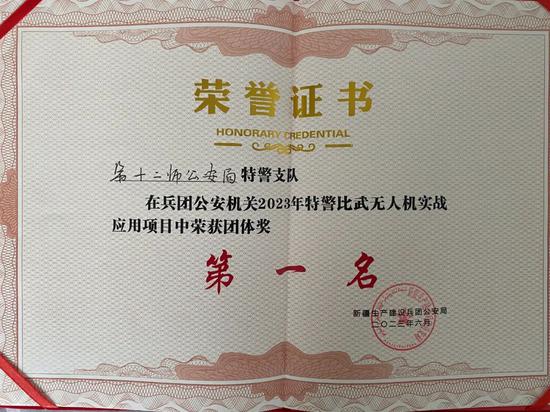 荣誉证书
HONORARY CREDENTIAL
第十二师公安局特警支队
在兵团公安机关2023年特警比武无人机实战
应用项目中荣获团体奖
第一名
新疆生产建设兵团公安局
二〇二三年六月